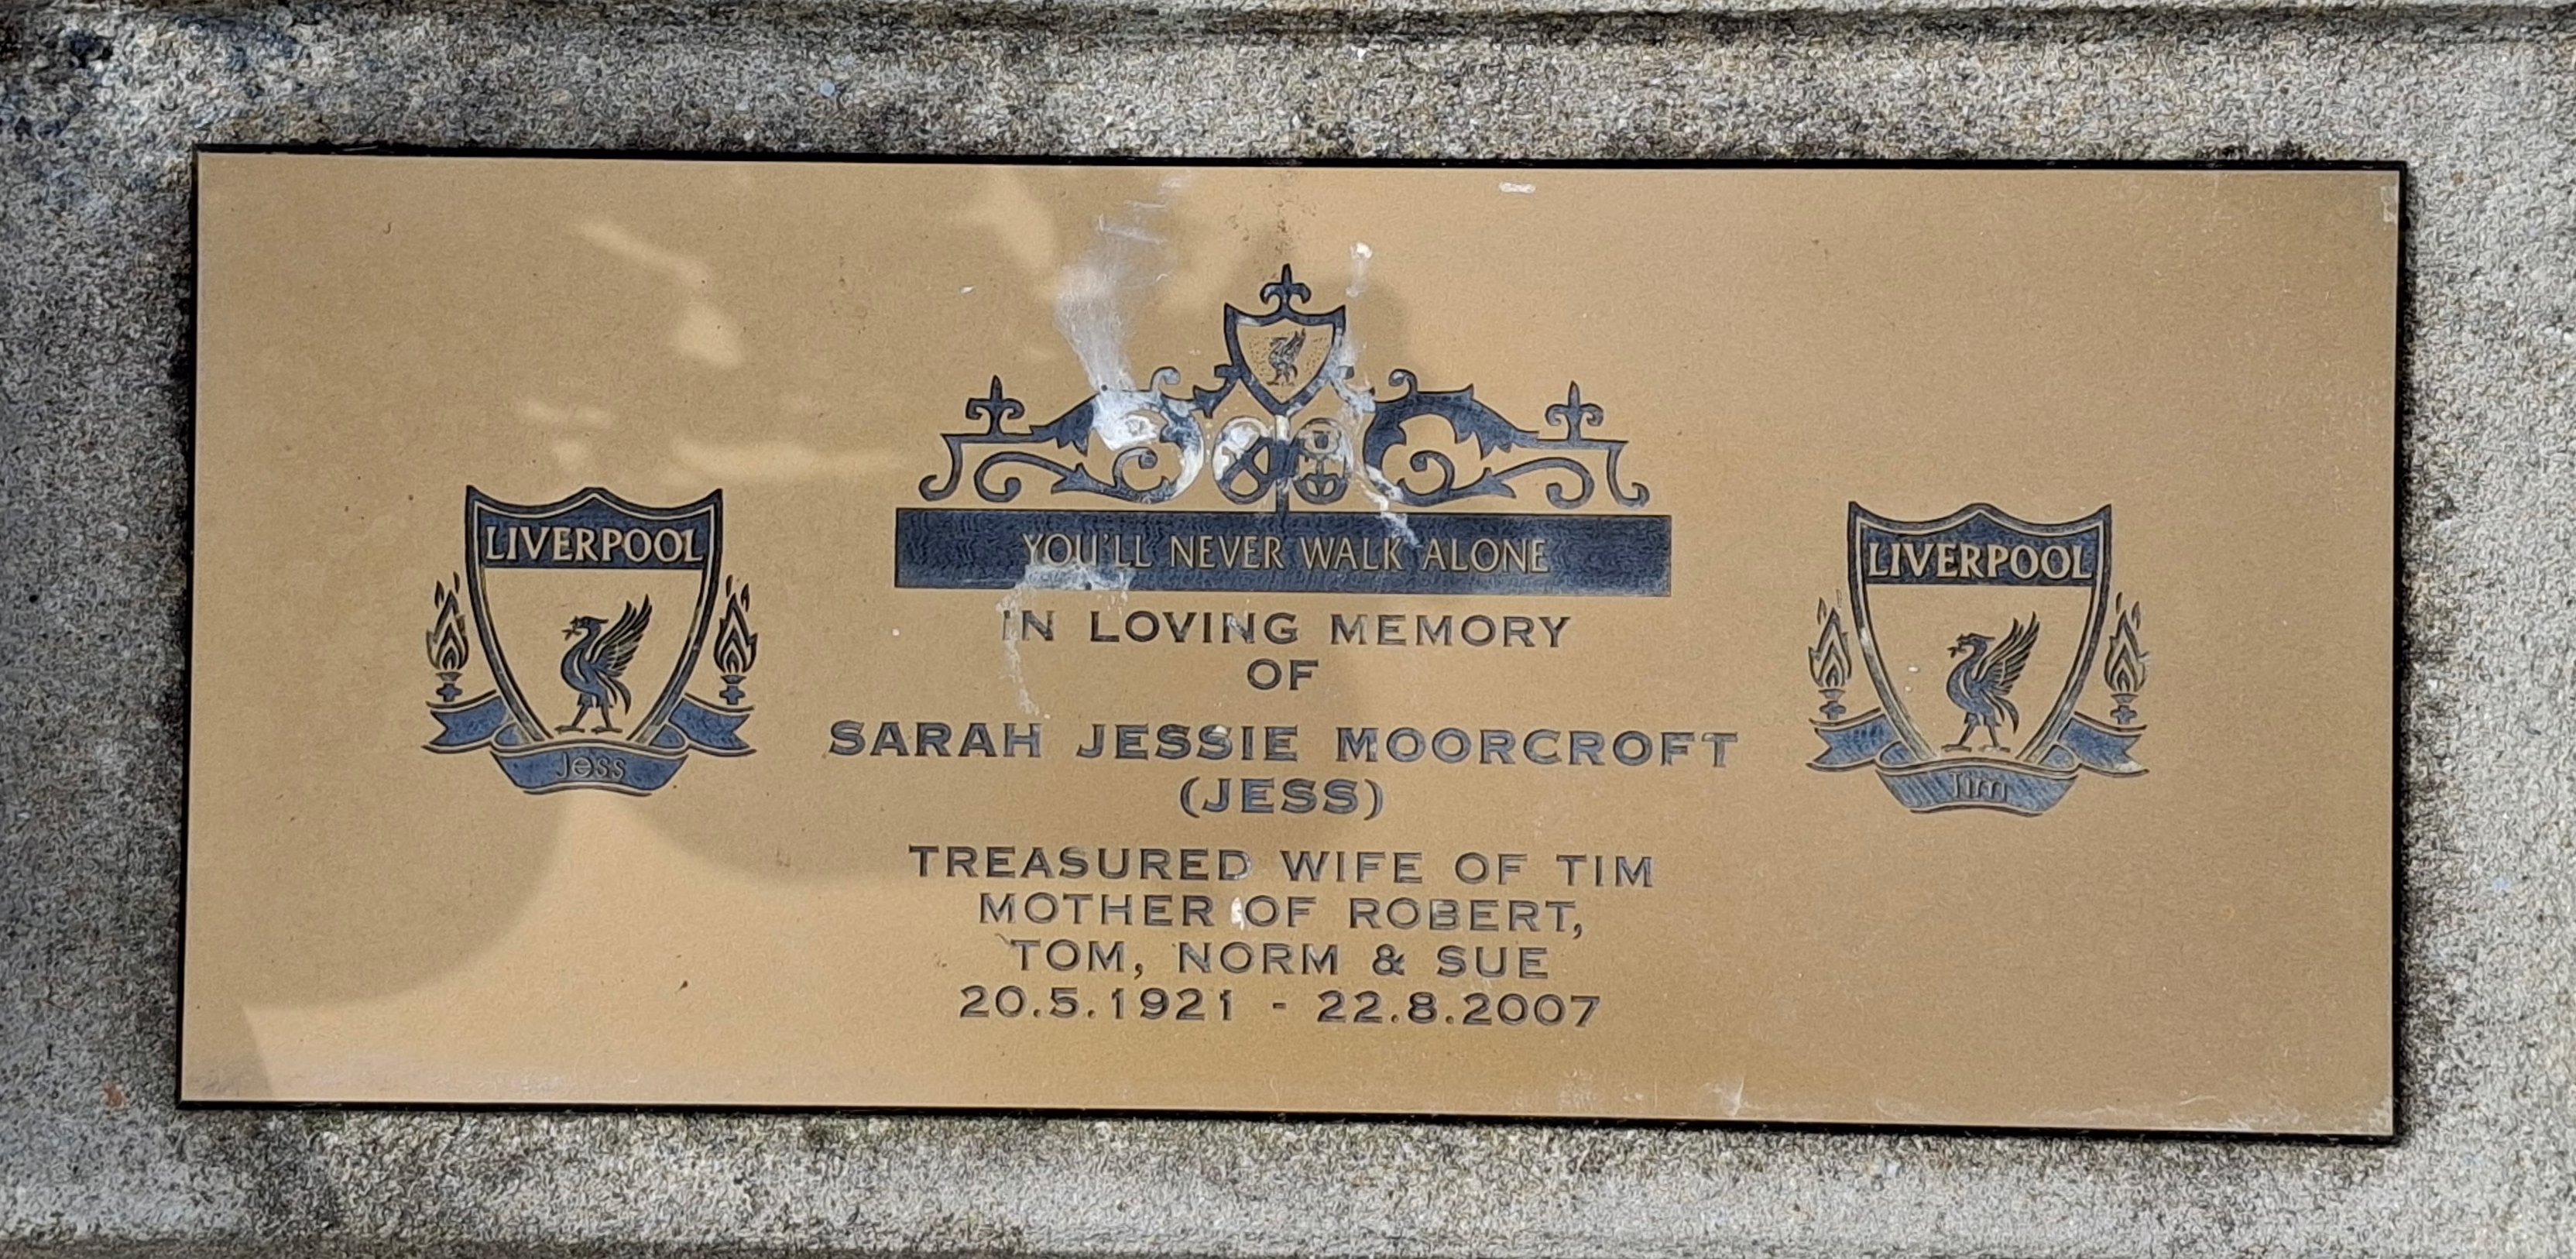 YOU'LL NEVER WALK ALONE
IN LOVING MEMORY
OF
SARAH JESSIE MOORCROFT
(JESS)
TREASURED WIFE OF TIM
MOTHER OF ROBERT,
TOM, NORM & SUE
20.5.1921 - 22.8.2007
LIVERPOOL
Jess
LIVERPOOL
Tim